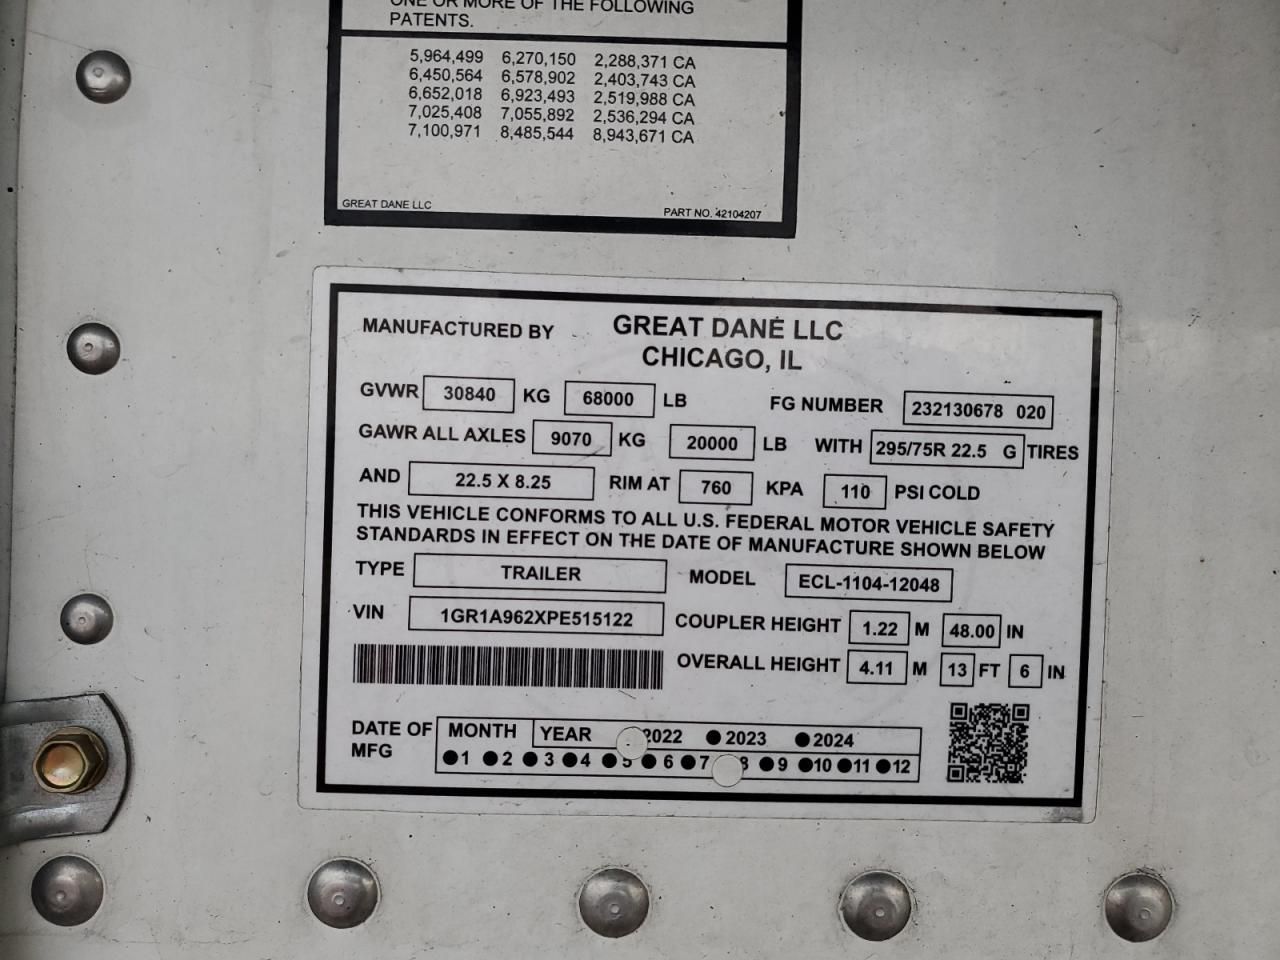 ONE OR MORE OF THE FOLLOWING
PATENTS.
5,964,499 6,270,150 2,288,371 CA
6,450,564 6,578,902 2,403,743 CA
6,652,018 6,923,493 2,519,988 CA
7,025,408 7,055,892 2,536,294 CA
7,100,971 8,485,544 8,943,671 CA
GREAT DANE LLC PART NO. 42104207
MANUFACTURED BY GREAT DANE LLC
CHICAGO, IL
GVWR 30840 KG 68000 LB FG NUMBER 232130678 020
GAWR ALL AXLES 9070 KG 20000 LB WITH 295/75R 22.5 G TIRES
AND 22.5 X 8.25 RIM AT 760 KPA 110 PSI COLD
THIS VEHICLE CONFORMS TO ALL U.S. FEDERAL MOTOR VEHICLE SAFETY
STANDARDS IN EFFECT ON THE DATE OF MANUFACTURE SHOWN BELOW
TYPE TRAILER MODEL ECL-1104-12048
VIN 1GR1A962XPE515122 COUPLER HEIGHT 1.22 M 48.00 IN
OVERALL HEIGHT 4.11 M 13 FT 6 IN
DATE OF MFG MONTH YEAR 2022 2023 2024
1 2 3 4 5 6 7 8 9 10 11 12